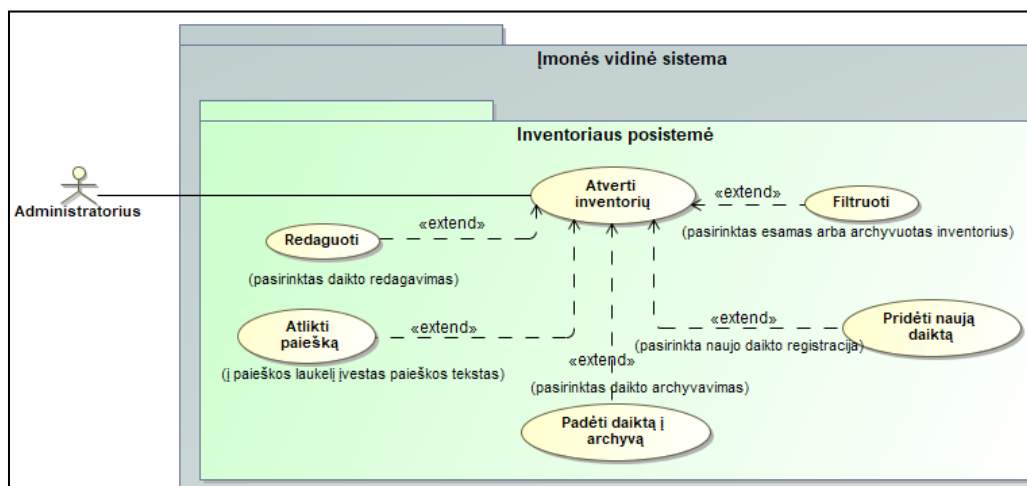 Įmonės vidinė sistema
Inventoriaus posistemė
Administratorius
Atverti
inventorių
«extend»
Filtruoti
(pasirinktas esamas arba archyvuotas inventorius)
«extend»
Redaguoti
(pasirinktas daikto redagavimas)
Atlikti
paiešką
«extend»
(į paieškos laukelį įvestas paieškos tekstas)
«extend»
Pridėti naują
daiktą
(pasirinkta naujo daikto registracija)
«extend»
(pasirinktas daikto archyvavimas)
Padėti daiktą į
archyvą